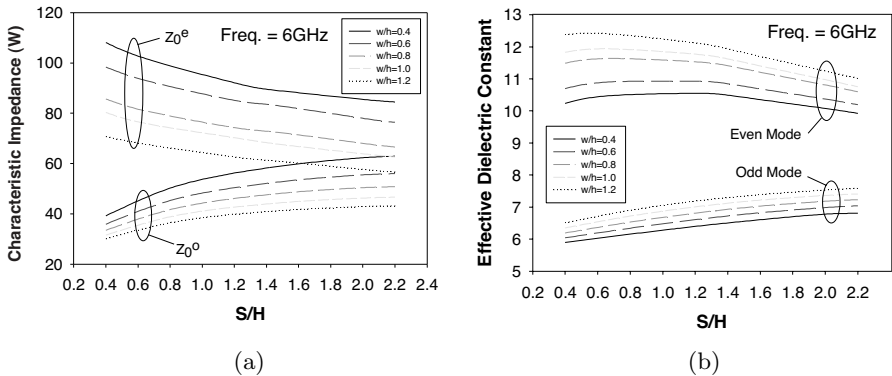 Characteristic Impedance (W)
120
100
80
60
40
20
Z0e
Freq. = 6GHz
w/h=0.4
w/h=0.6
w/h=0.8
w/h=1.0
w/h=1.2
Z0o
0.2 0.4 0.6 0.8 1.0 1.2 1.4 1.6 1.8 2.0 2.2 2.4
S/H
(a)
Effective Dielectric Constant
13
12
11
10
9
8
7
6
5
Freq. = 6GHz
Even Mode
w/h=0.4
w/h=0.6
w/h=0.8
w/h=1.0
w/h=1.2
Odd Mode
0.2 0.4 0.6 0.8 1.0 1.2 1.4 1.6 1.8 2.0 2.2
S/H
(b)